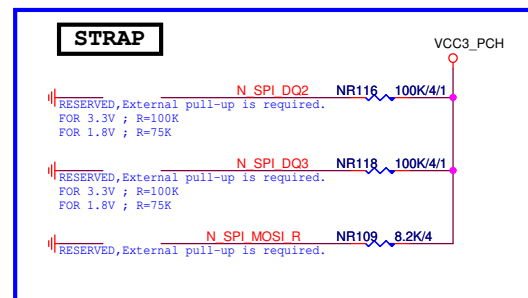 STRAP
VCC3_PCH
N_SPI_DQ2 NR116 100K/4/1
RESERVED,External pull-up is required.
FOR 3.3V ; R=100K
FOR 1.8V ; R=75K
N_SPI_DQ3 NR118 100K/4/1
RESERVED,External pull-up is required.
FOR 3.3V ; R=100K
FOR 1.8V ; R=75K
N_SPI_MOSI_R NR109 8.2K/4
RESERVED,External pull-up is required.